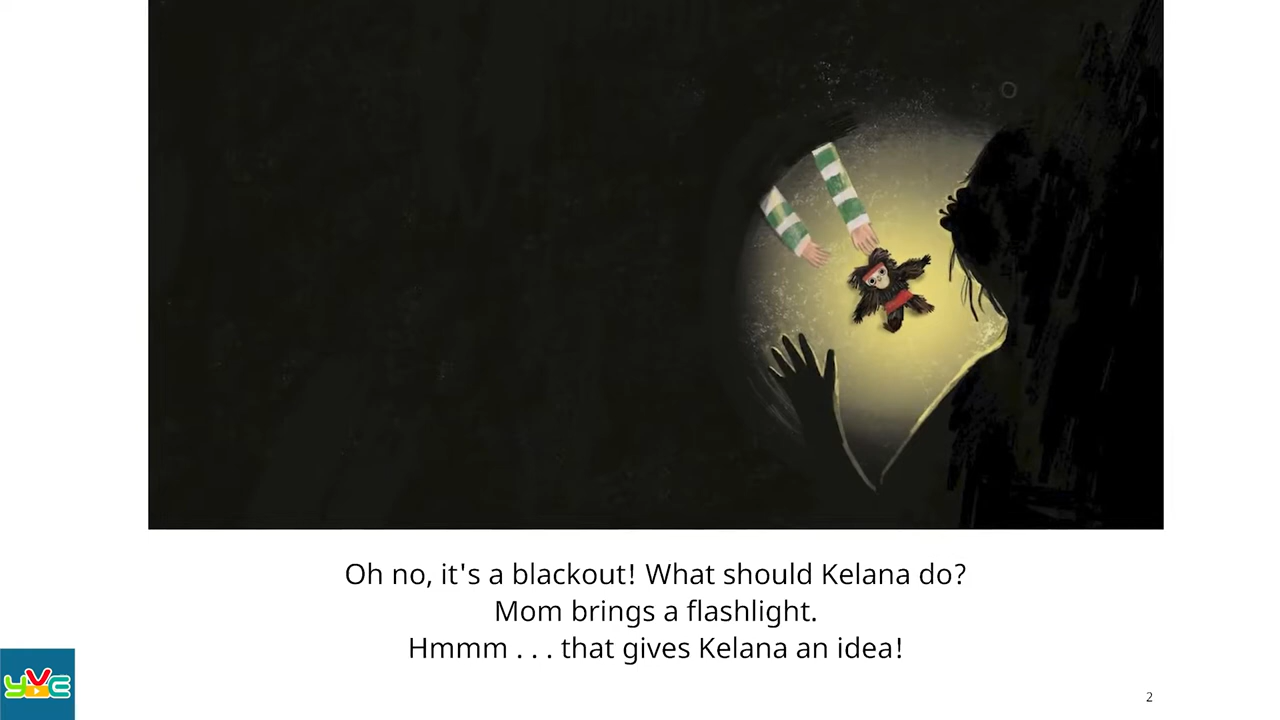 Oh no, it's a blackout! What should Kelana do?
Mom brings a flashlight.
Hmmm . . . that gives Kelana an idea!
2